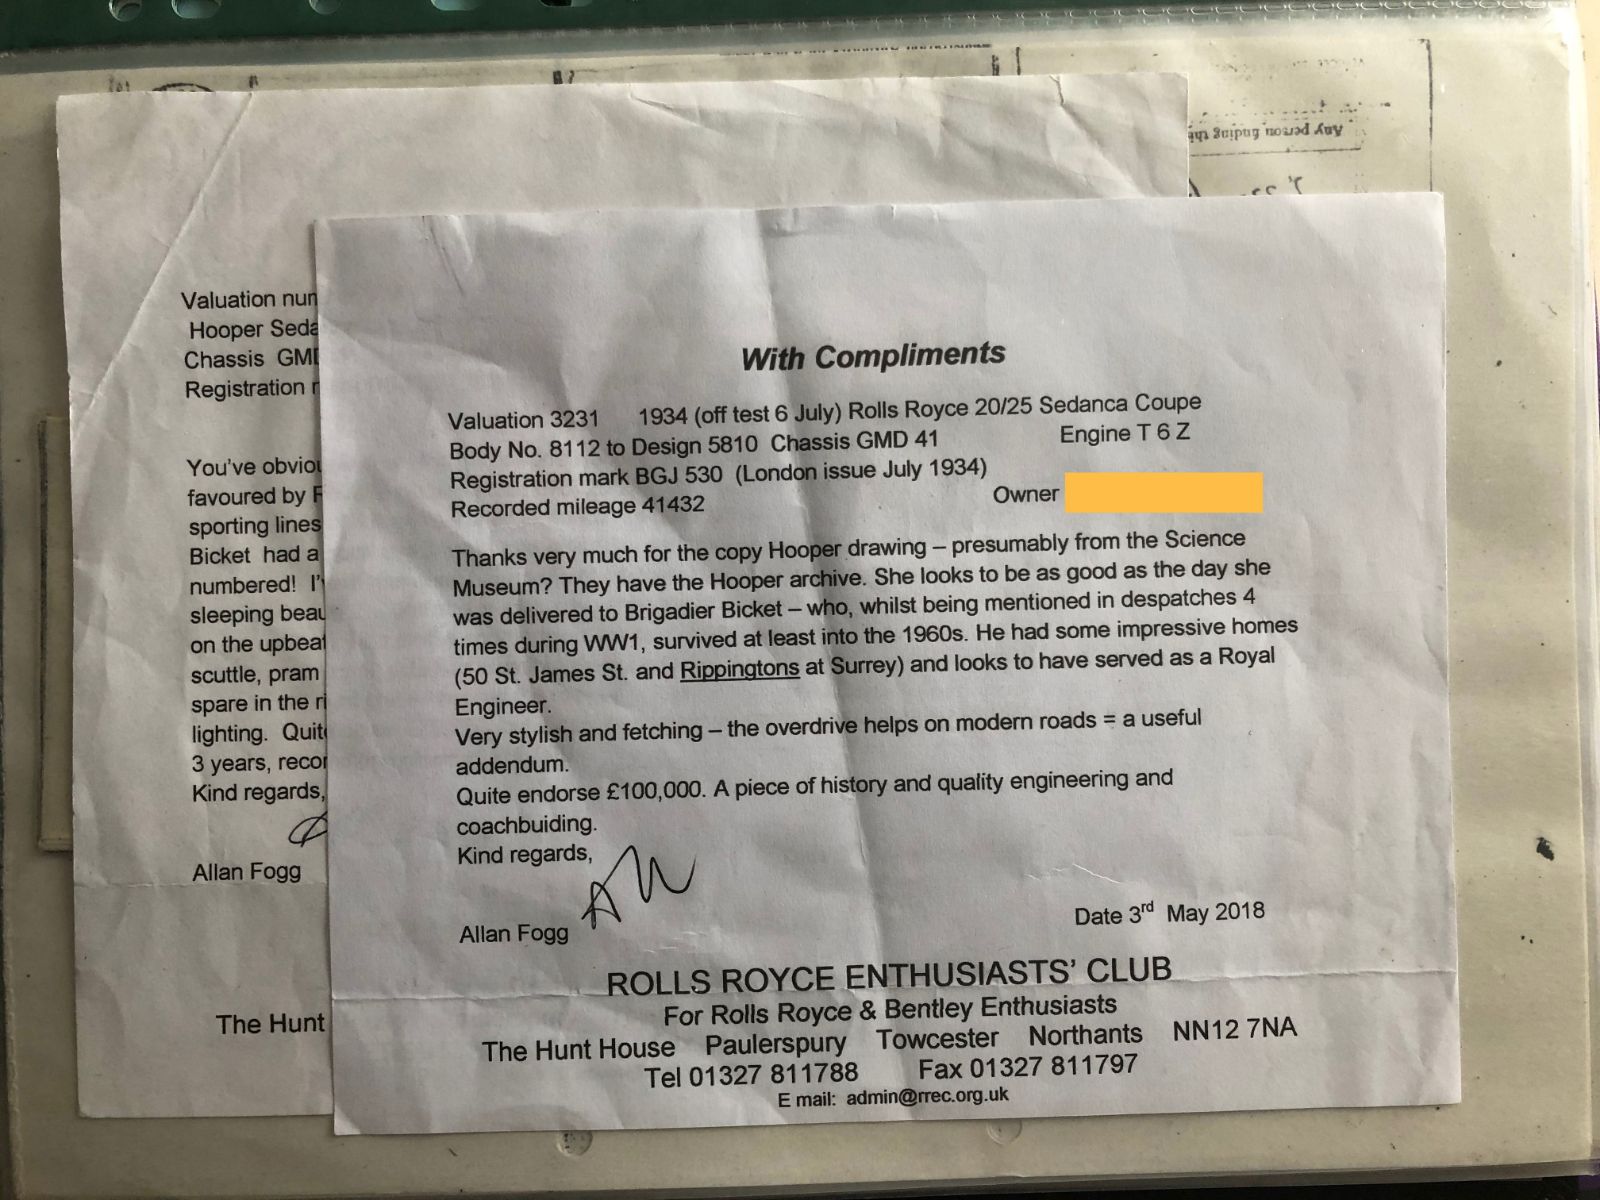 Any person finding th
Valuation num
Hooper Seda
Chassis GMD
Registration r
You've obviou
favoured by F
sporting lines
Bicket had a
numbered! I'
sleeping beau
on the upbeat
scuttle, pram
spare in the ri
lighting. Quite
3 years, recor
Kind regards,
Allan Fogg
The Hunt
With Compliments
Valuation 3231 1934 (off test 6 July) Rolls Royce 20/25 Sedanca Coupe
Body No. 8112 to Design 5810 Chassis GMD 41 Engine T 6 Z
Registration mark BGJ 530 (London issue July 1934)
Recorded mileage 41432 Owner
Thanks very much for the copy Hooper drawing – presumably from the Science
Museum? They have the Hooper archive. She looks to be as good as the day she
was delivered to Brigadier Bicket – who, whilst being mentioned in despatches 4
times during WW1, survived at least into the 1960s. He had some impressive homes
(50 St. James St. and Rippingtons at Surrey) and looks to have served as a Royal
Engineer.
Very stylish and fetching – the overdrive helps on modern roads = a useful
addendum.
Quite endorse £100,000. A piece of history and quality engineering and
coachbuiding.
Kind regards,
Allan Fogg
Date 3rd May 2018
ROLLS ROYCE ENTHUSIASTS' CLUB
For Rolls Royce & Bentley Enthusiasts
The Hunt House Paulerspury Towcester Northants NN12 7NA
Tel 01327 811788 Fax 01327 811797
E mail: admin@rrec.org.uk